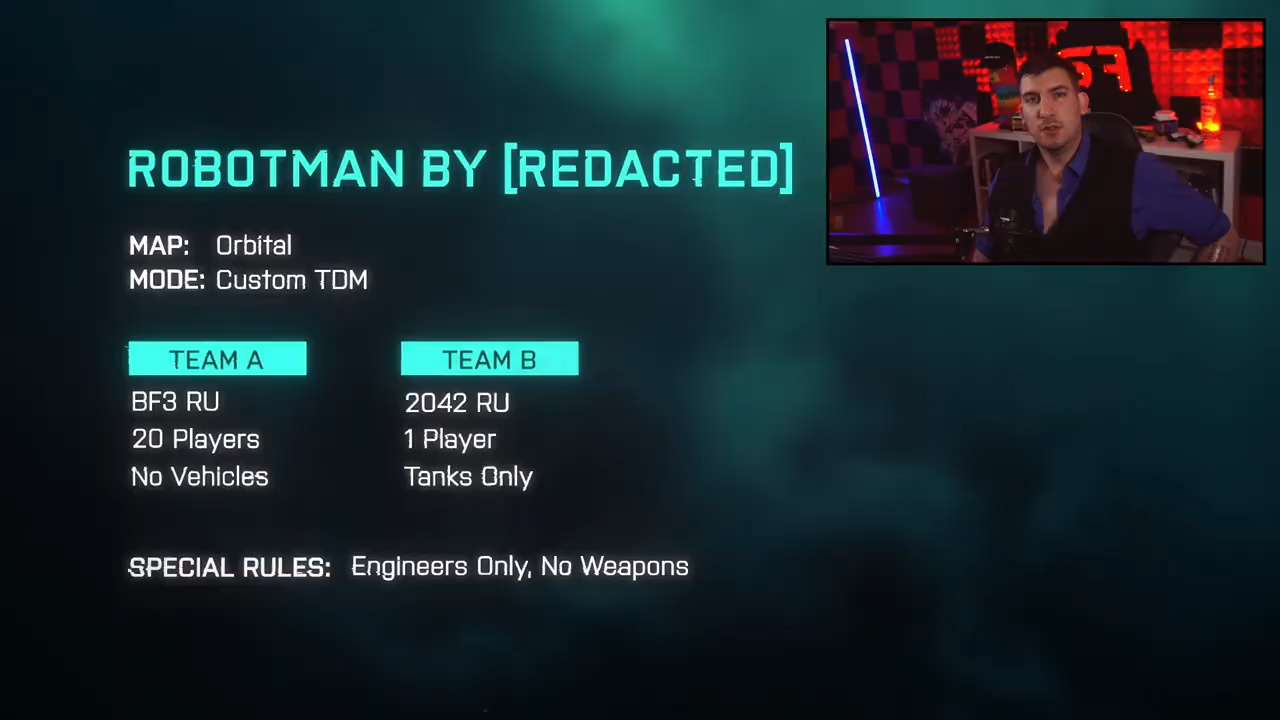 ROBOTMAN BY [REDACTED]
MAP: Orbital
MODE: Custom TDM
TEAM A
BF3 RU
20 Players
No Vehicles
TEAM B
2042 RU
1 Player
Tanks Only
SPECIAL RULES: Engineers Only, No Weapons